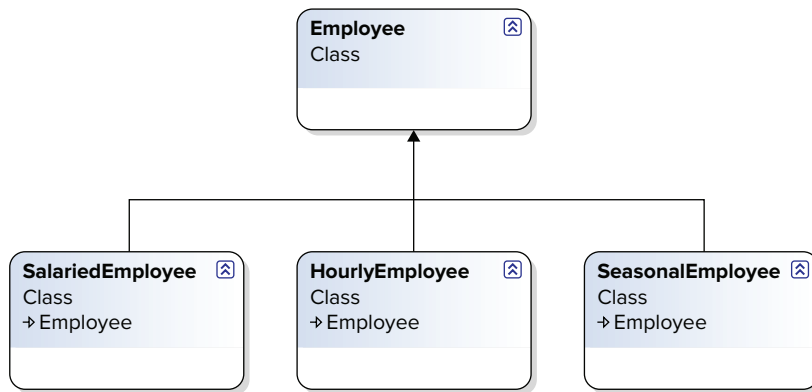 Employee
Class
SalariedEmployee
Class
Employee
HourlyEmployee
Class
Employee
SeasonalEmployee
Class
Employee